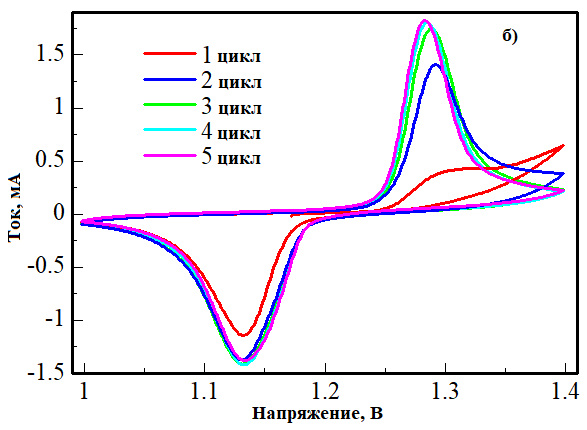 б)
1 цикл
2 цикл
3 цикл
4 цикл
5 цикл
Ток, мА
1.5
1
0.5
0
-0.5
-1
-1.5
1
1.1
1.2
1.3
1.4
Напряжение, В